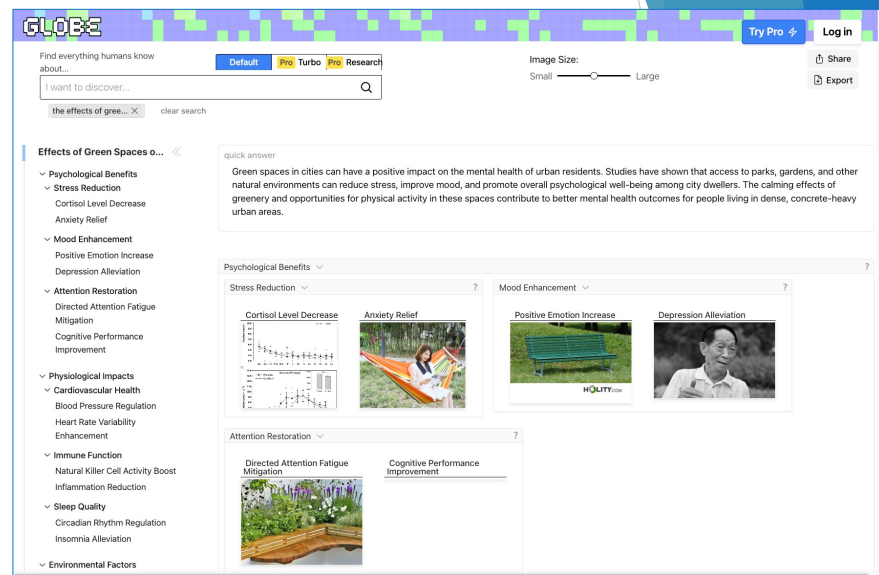 GLOBE
Try Pro
Log in
Find everything humans know
about...
Default
Pro Turbo
Pro Research
Image Size:
Small
Large
Share
Export
I want to discover...
the effects of gree... ×
clear search
Effects of Green Spaces o...
Psychological Benefits
Stress Reduction
Cortisol Level Decrease
Anxiety Relief
Mood Enhancement
Positive Emotion Increase
Depression Alleviation
Attention Restoration
Directed Attention Fatigue
Mitigation
Cognitive Performance
Improvement
Physiological Impacts
Cardiovascular Health
Blood Pressure Regulation
Heart Rate Variability
Enhancement
Immune Function
Natural Killer Cell Activity Boost
Inflammation Reduction
Sleep Quality
Circadian Rhythm Regulation
Insomnia Alleviation
Environmental Factors
quick answer
Green spaces in cities can have a positive impact on the mental health of urban residents. Studies have shown that access to parks, gardens, and other
natural environments can reduce stress, improve mood, and promote overall psychological well-being among city dwellers. The calming effects of
greenery and opportunities for physical activity in these spaces contribute to better mental health outcomes for people living in dense, concrete-heavy
urban areas.
Psychological Benefits
?
Stress Reduction
?
Cortisol Level Decrease
Anxiety Relief
Mood Enhancement
?
Positive Emotion Increase
HOLITY.COM
Depression Alleviation
Attention Restoration
?
Directed Attention Fatigue
Mitigation
Cognitive Performance
Improvement